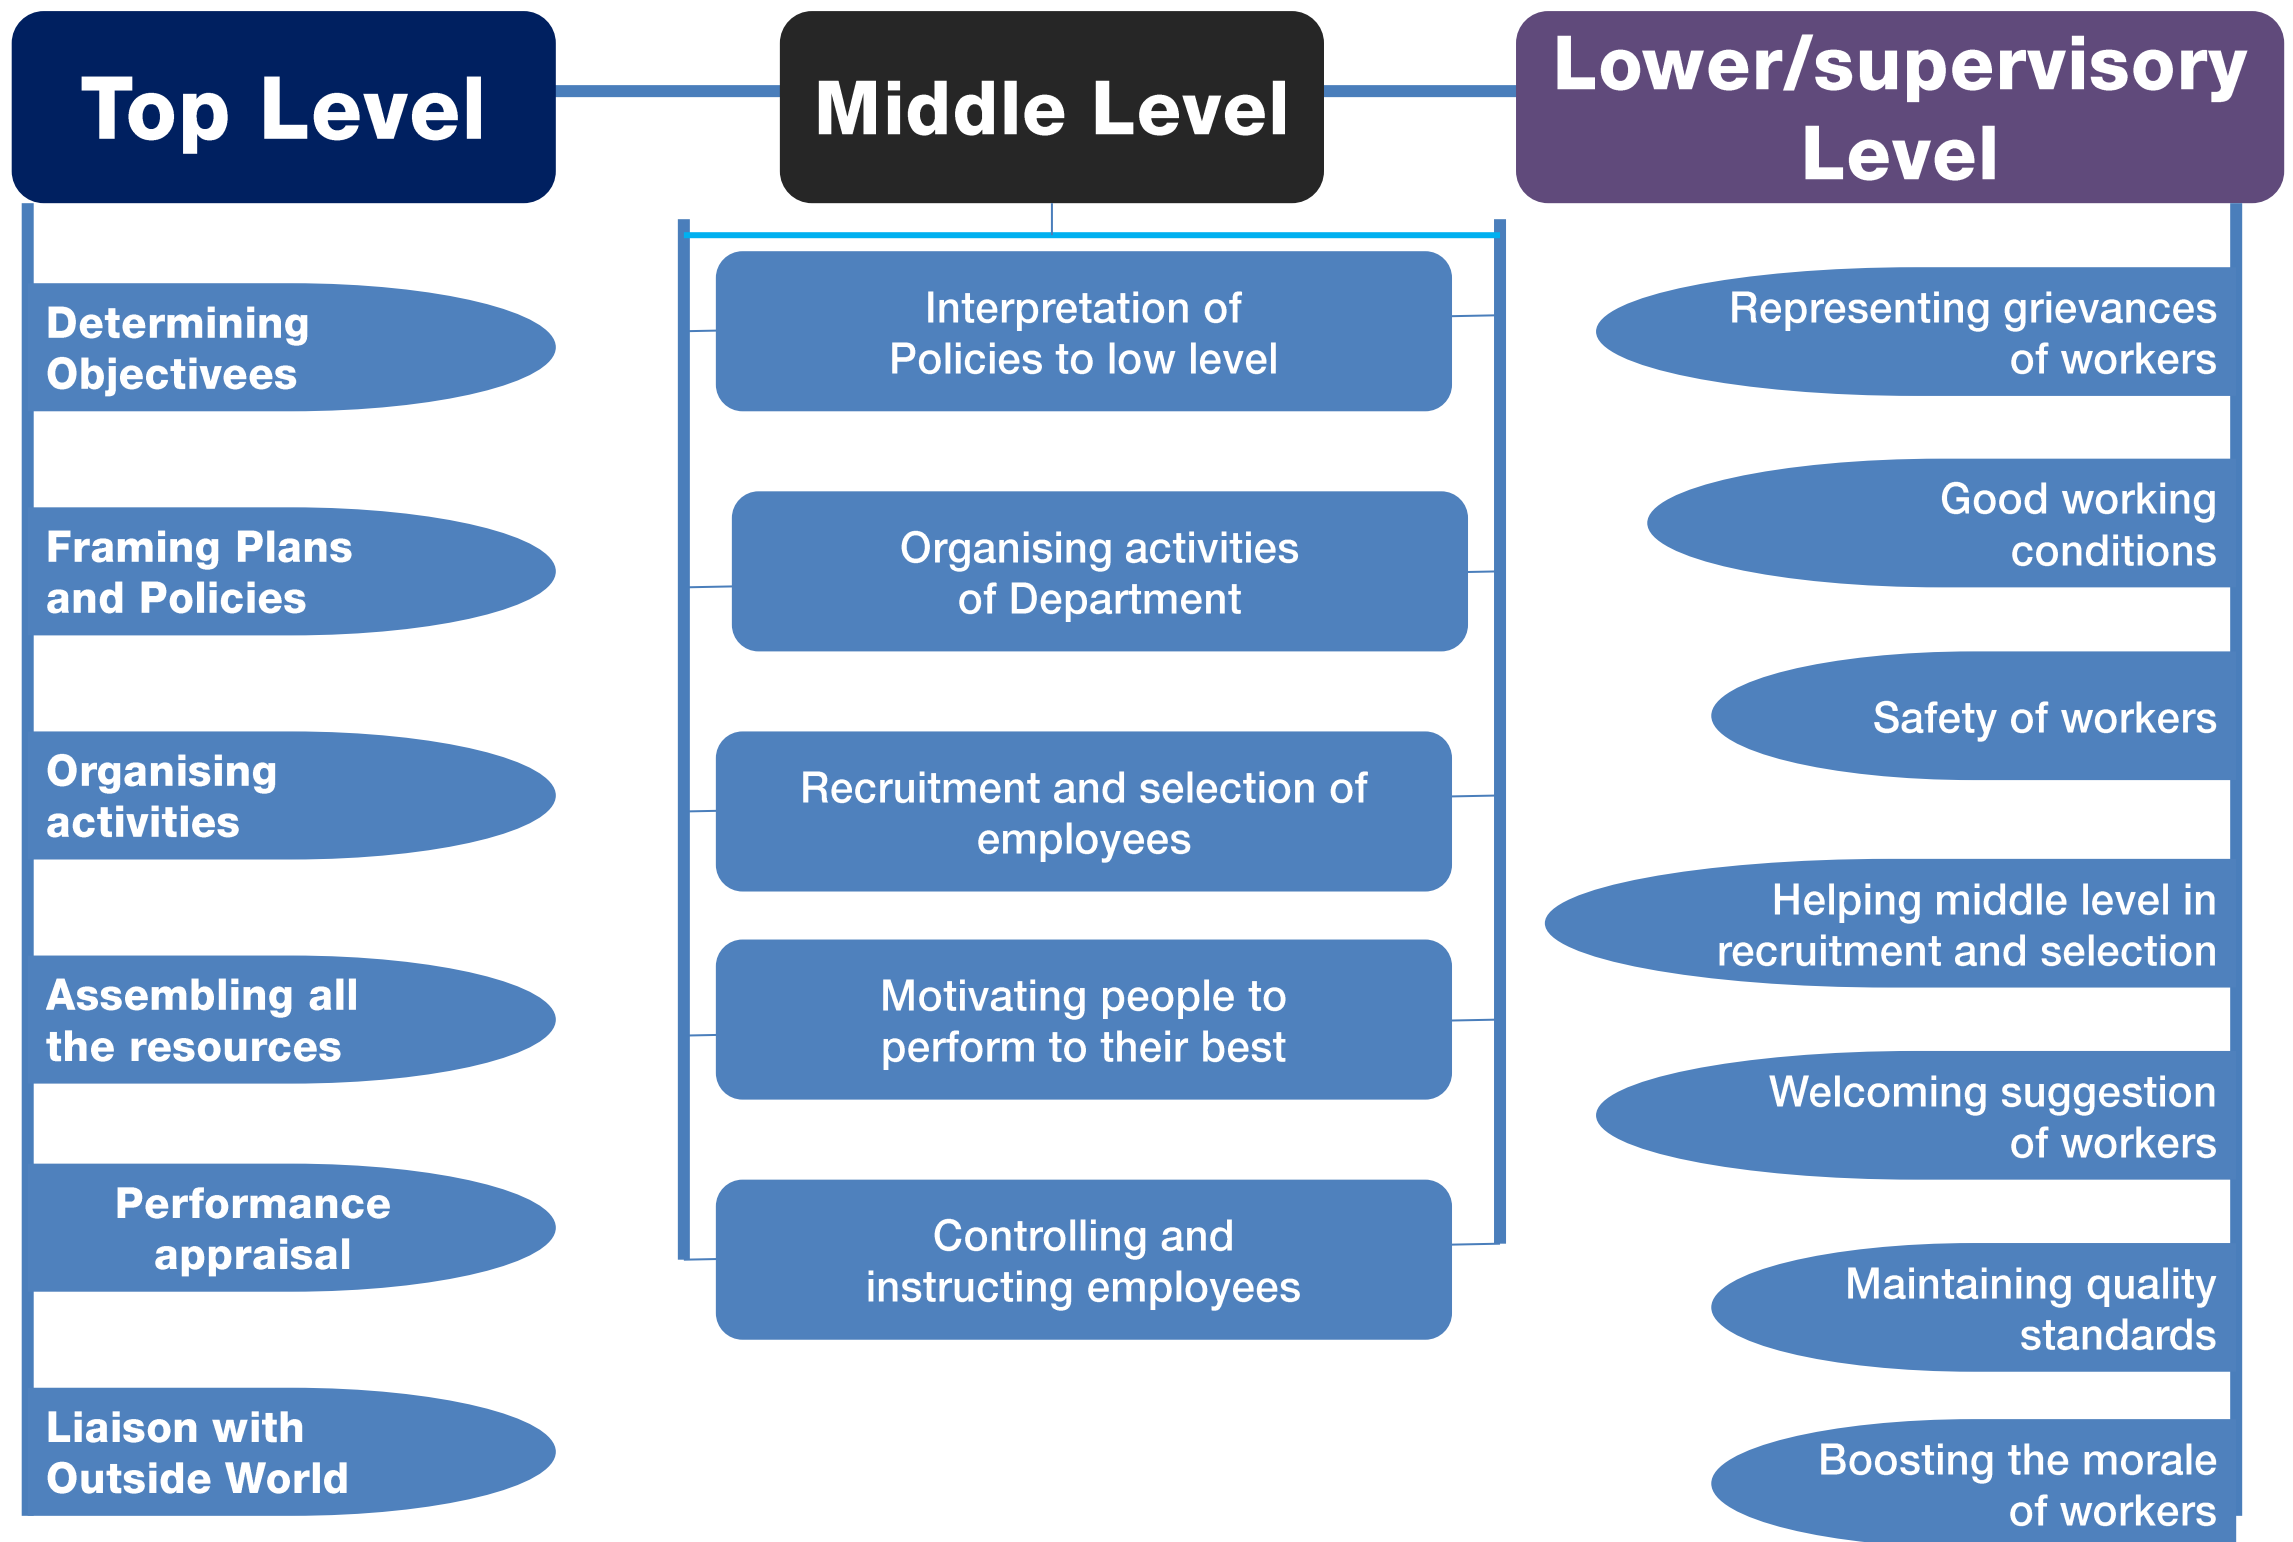 Top Level
Determining
Objectivees
Framing Plans
and Policies
Organising
activities
Assembling all
the resources
Performance
appraisal
Liaison with
Outside World
Middle Level
Interpretation of
Policies to low level
Organising activities
of Department
Recruitment and selection of
employees
Motivating people to
perform to their best
Controlling and
instructing employees
Lower/supervisory
Level
Representing grievances
of workers
Good working
conditions
Safety of workers
Helping middle level in
recruitment and selection
Welcoming suggestion
of workers
Maintaining quality
standards
Boosting the morale
of workers